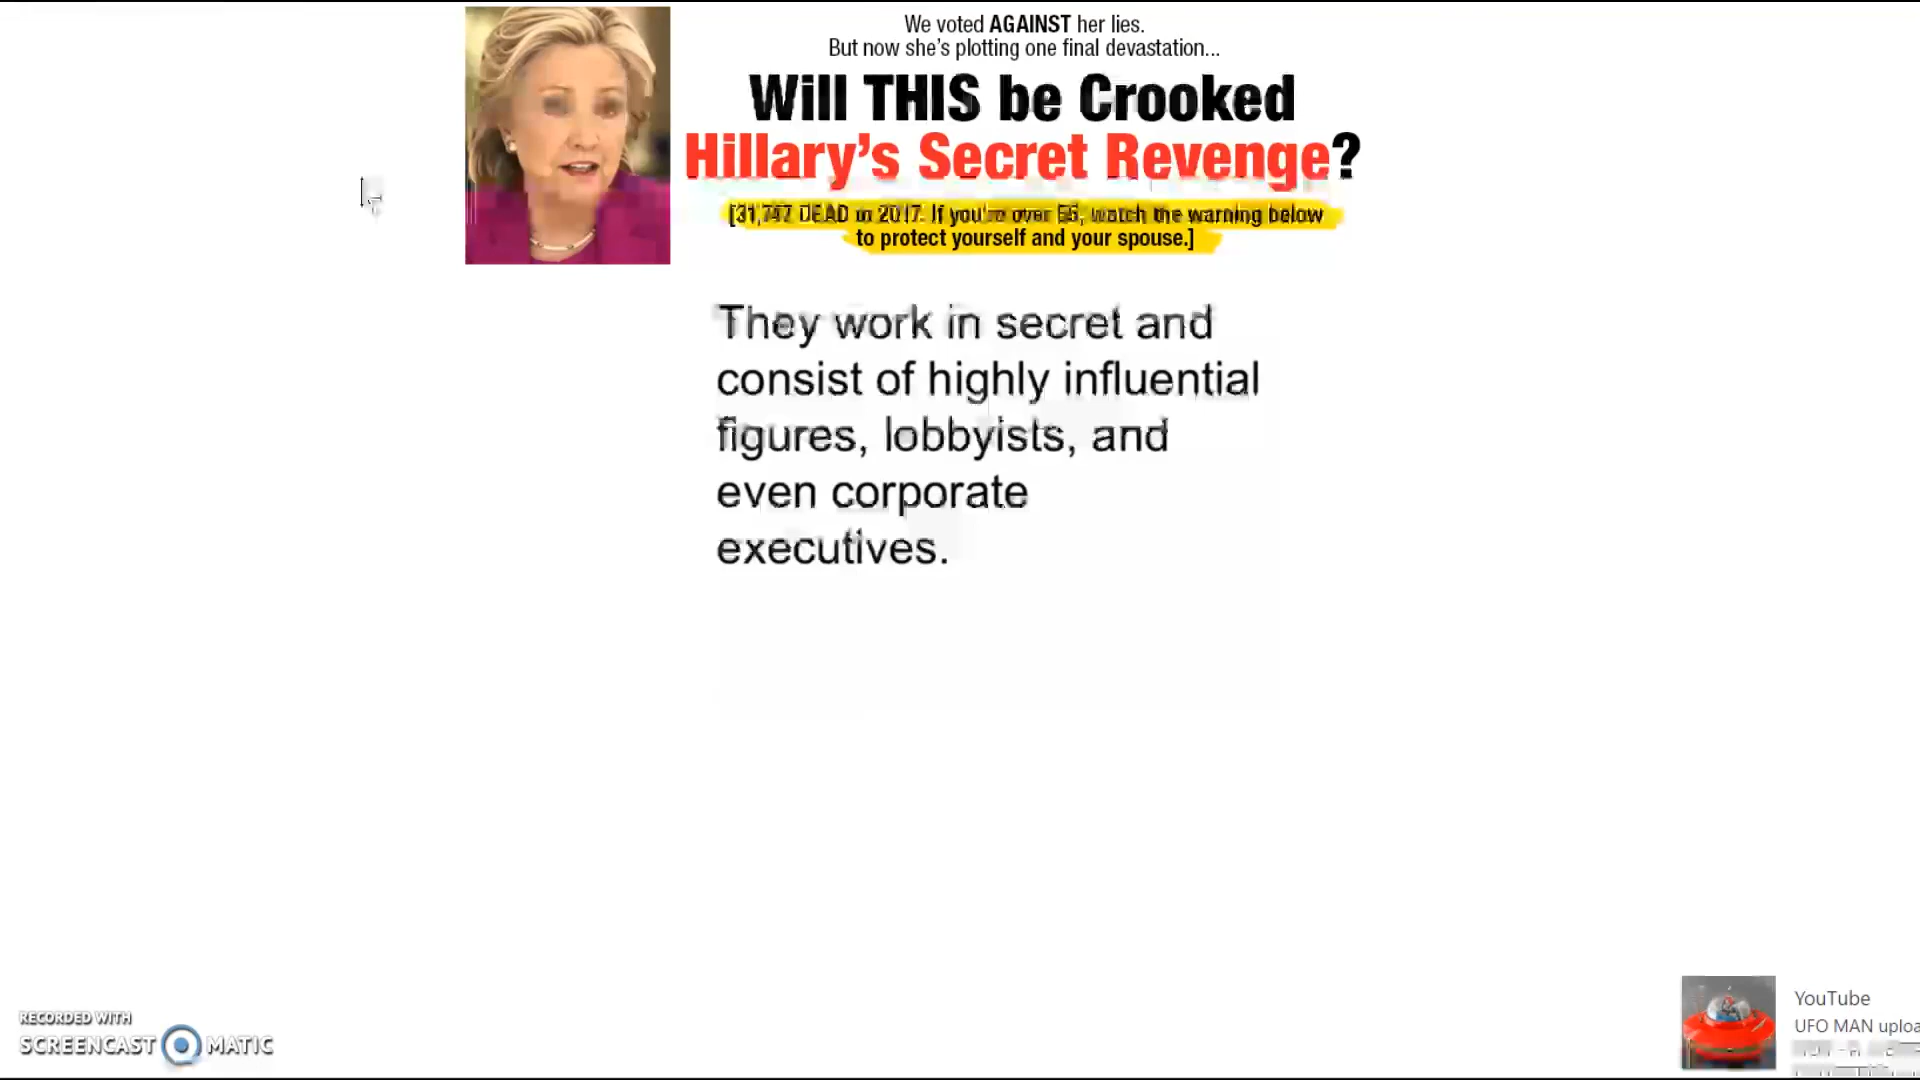 We voted AGAINST her lies.
But now she's plotting one final devastation...
Will THIS be Crooked
Hillary's Secret Revenge?
[31,747 DEAD in 2017. If you're over 55, watch the warning below
to protect yourself and your spouse.]
They work in secret and
consist of highly influential
figures, lobbyists, and
even corporate
executives.
RECORDED WITH
SCREENCAST MATIC
YouTube
UFO MAN uploa